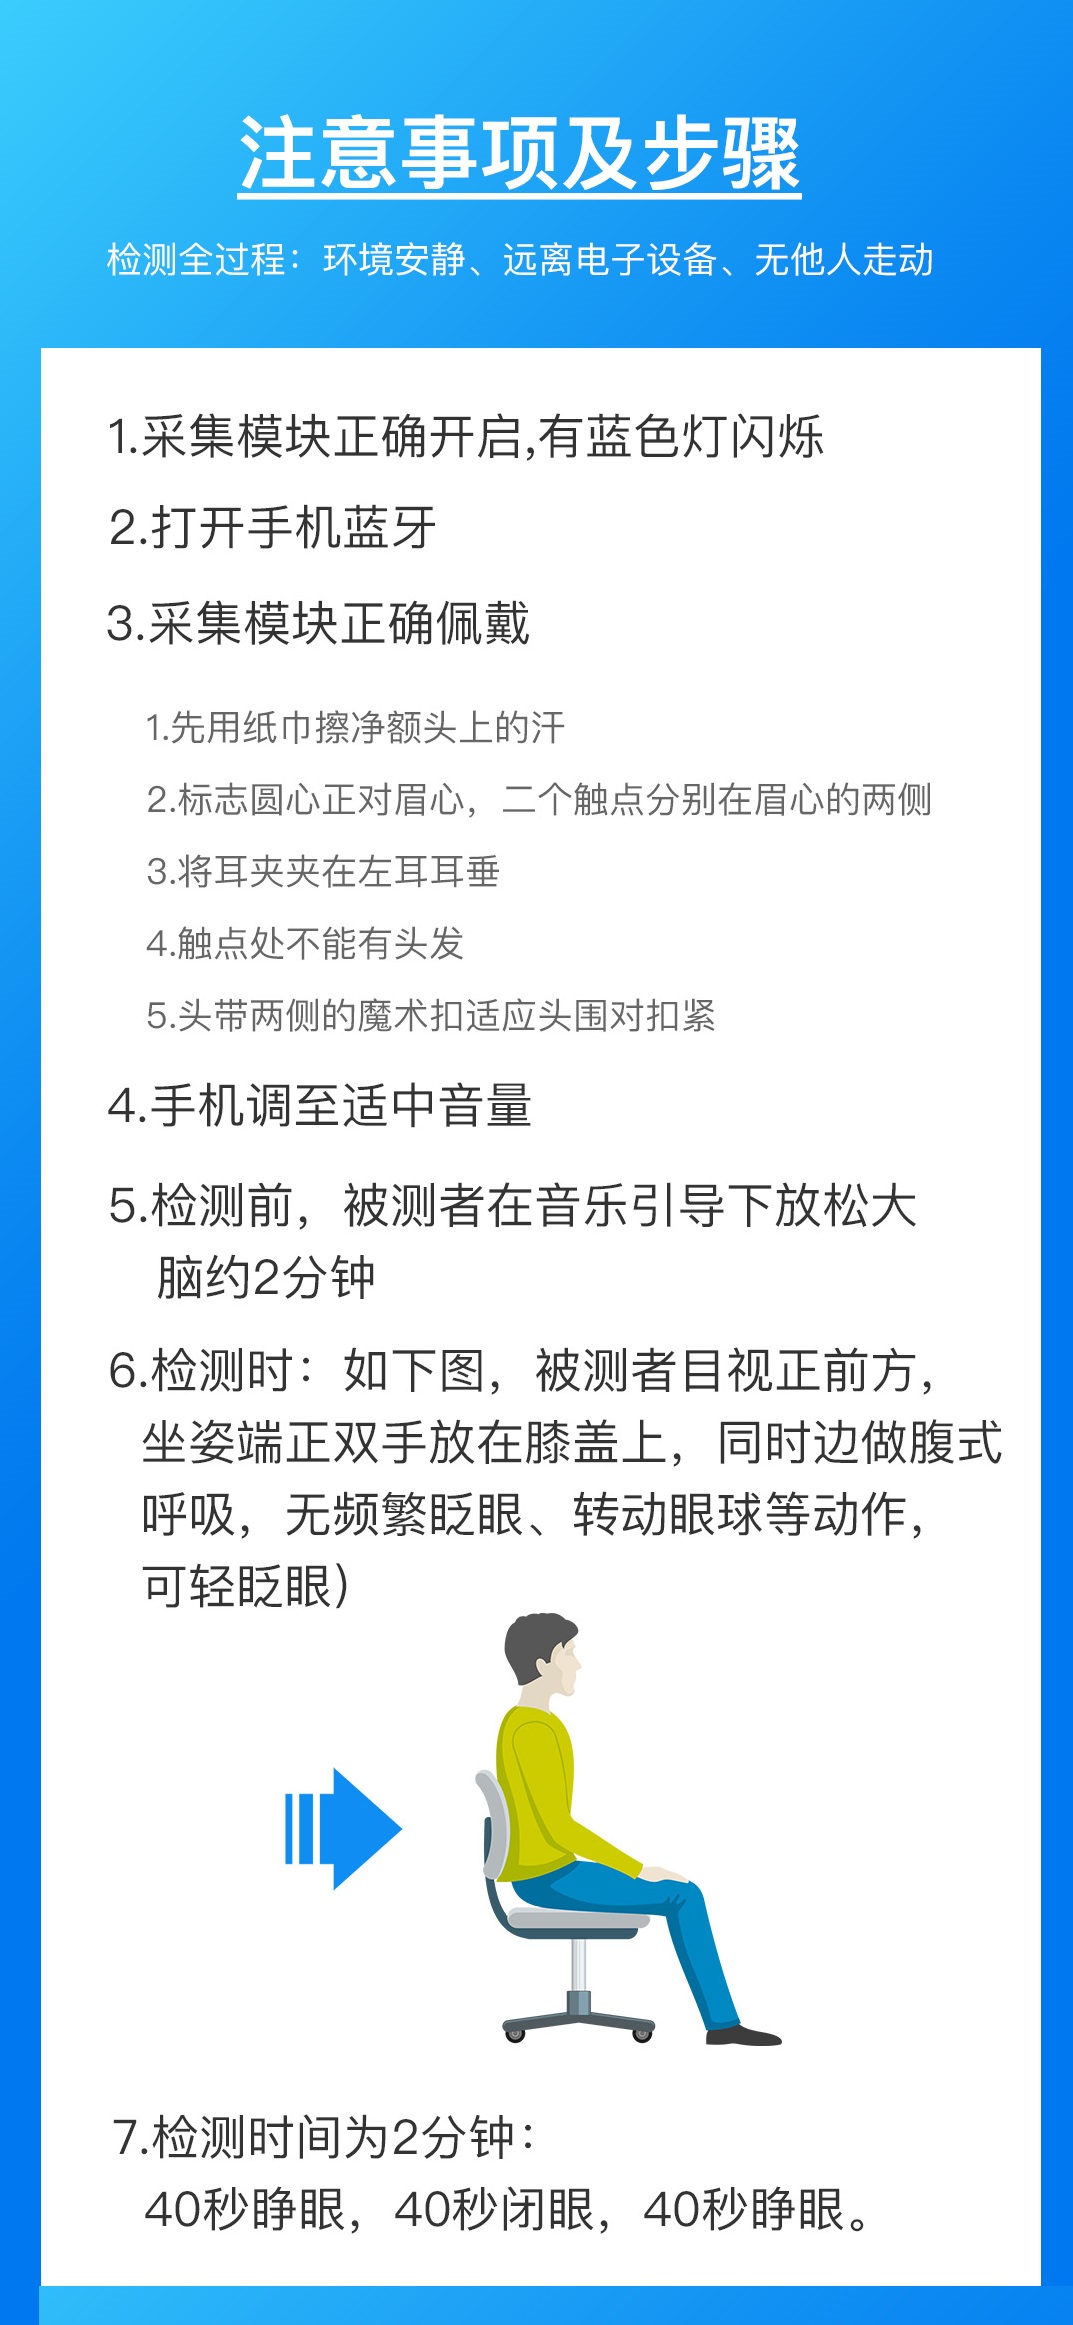 注意事项及步骤
检测全过程：环境安静、远离电子设备、无他人走动
1.采集模块正确开启,有蓝色灯闪烁
2.打开手机蓝牙
3.采集模块正确佩戴
1.先用纸巾擦净额头上的汗
2.标志圆心正对眉心，二个触点分别在眉心的两侧
3.将耳夹夹在左耳耳垂
4.触点处不能有头发
5.头带两侧的魔术扣适应头围对扣紧
4.手机调至适中音量
5.检测前，被测者在音乐引导下放松大
脑约2分钟
6.检测时：如下图，被测者目视正前方，
坐姿端正双手放在膝盖上，同时边做腹式
呼吸，无频繁眨眼、转动眼球等动作，
可轻眨眼）
7.检测时间为2分钟：
40秒睁眼，40秒闭眼，40秒睁眼。